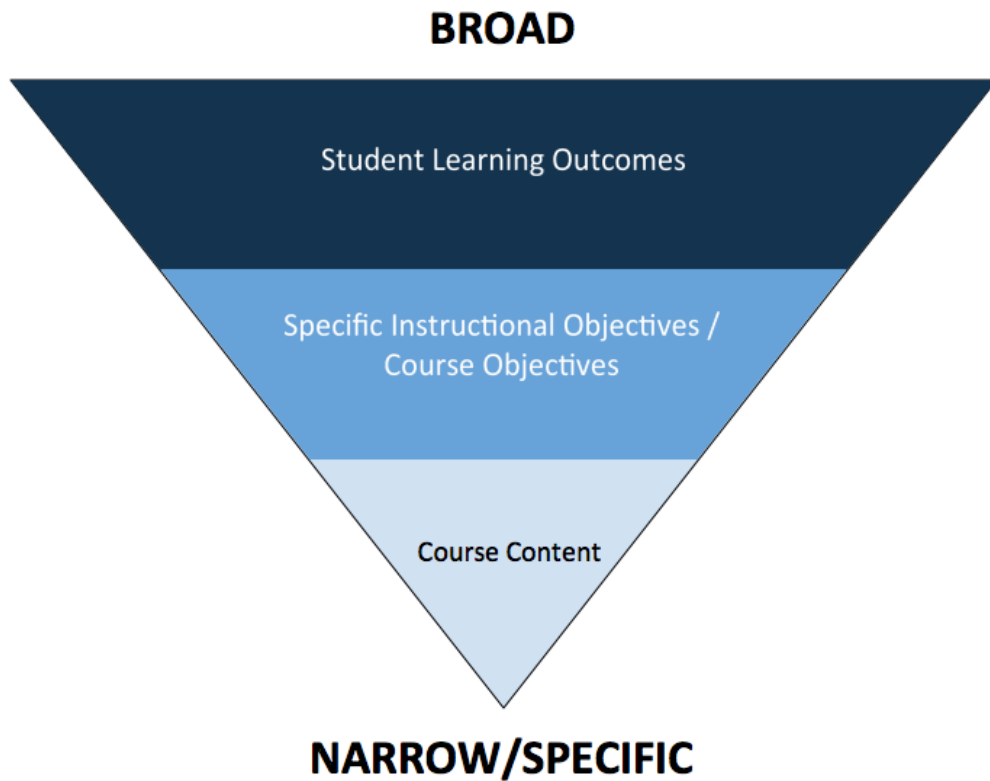 BROAD
Student Learning Outcomes
Specific Instructional Objectives /
Course Objectives
Course Content
NARROW/SPECIFIC